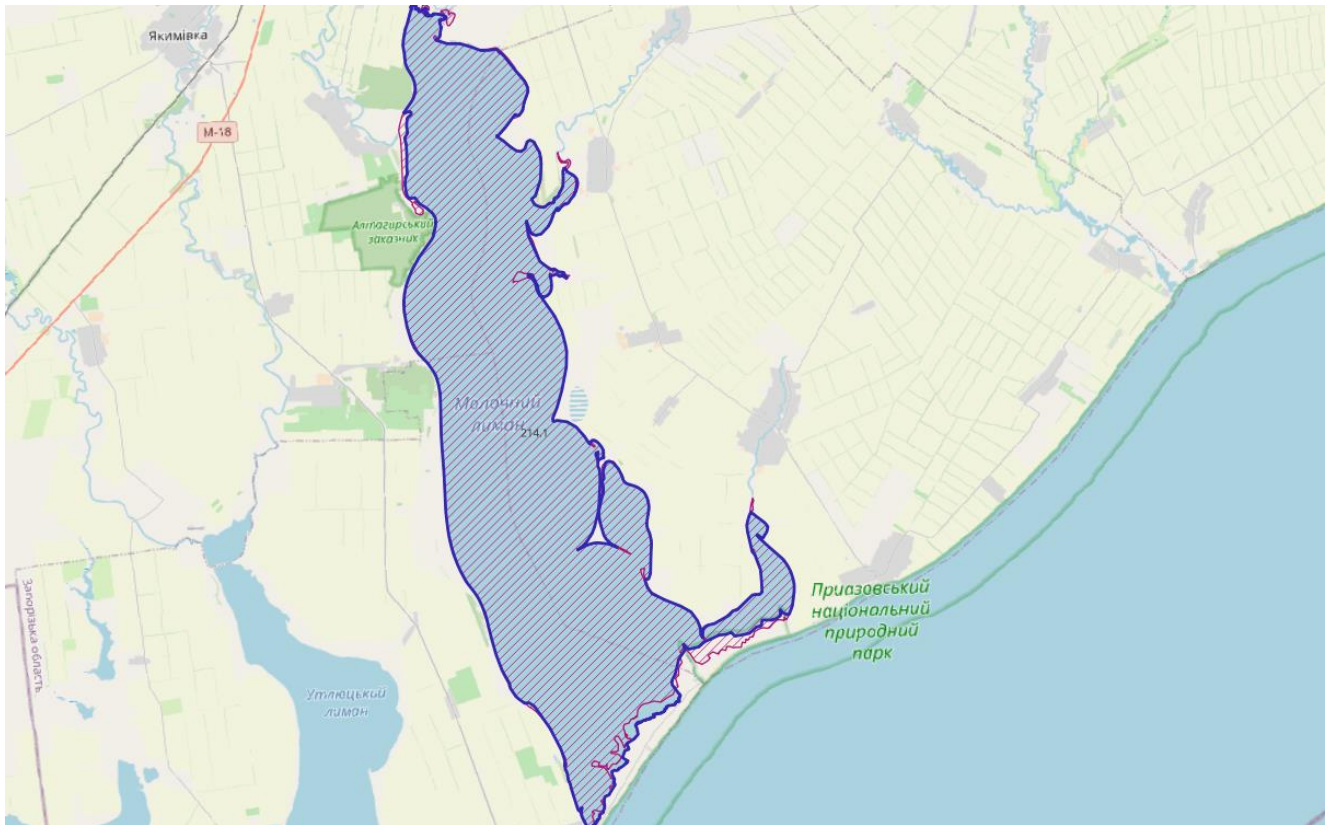 Якимівка
М-18
Алтагирський
заказник
Молочний
лиман
214,1
Приазовський
національний
природний
парк
Запорізька область
Утлюцький
лиман